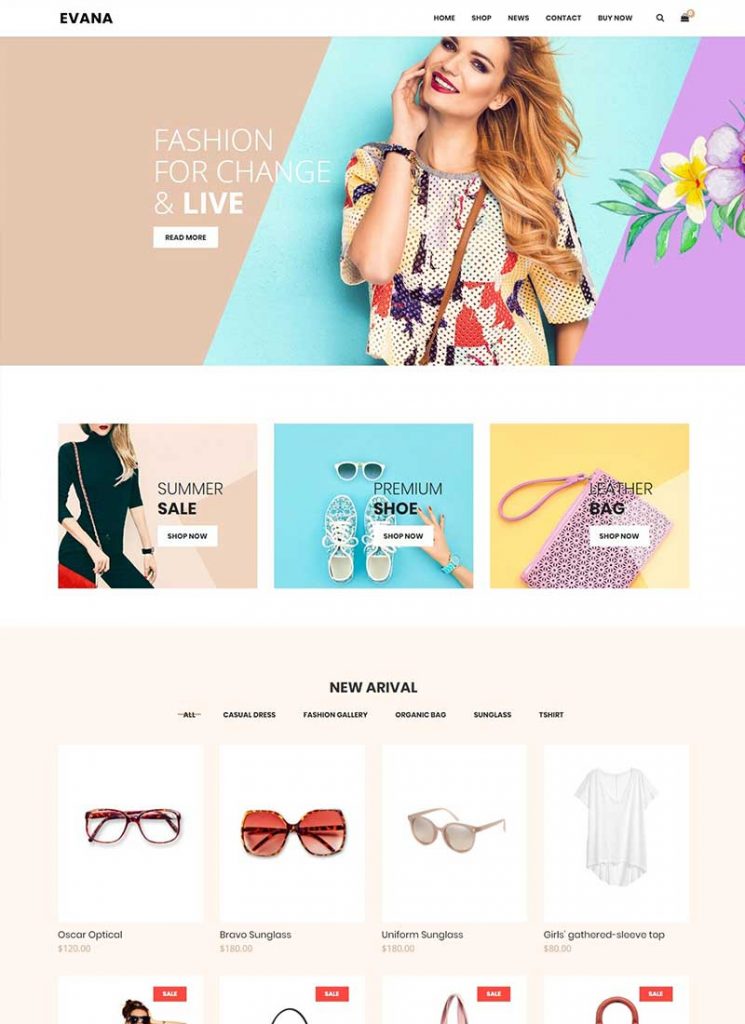 EVANA
HOME SHOP NEWS CONTACT BUY NOW 0
FASHION
FOR CHANGE
& LIVE
READ MORE
SUMMER
SALE
SHOP NOW
PREMIUM
SHOE
SHOP NOW
LEATHER
BAG
SHOP NOW
NEW ARIVAL
ALL CASUAL DRESS FASHION GALLERY ORGANIC BAG SUNGLASS TSHIRT
Oscar Optical
$120.00
Bravo Sunglass
$180.00
Uniform Sunglass
$180.00
Girls' gathered-sleeve top
$80.00
SALE
SALE
SALE
SALE